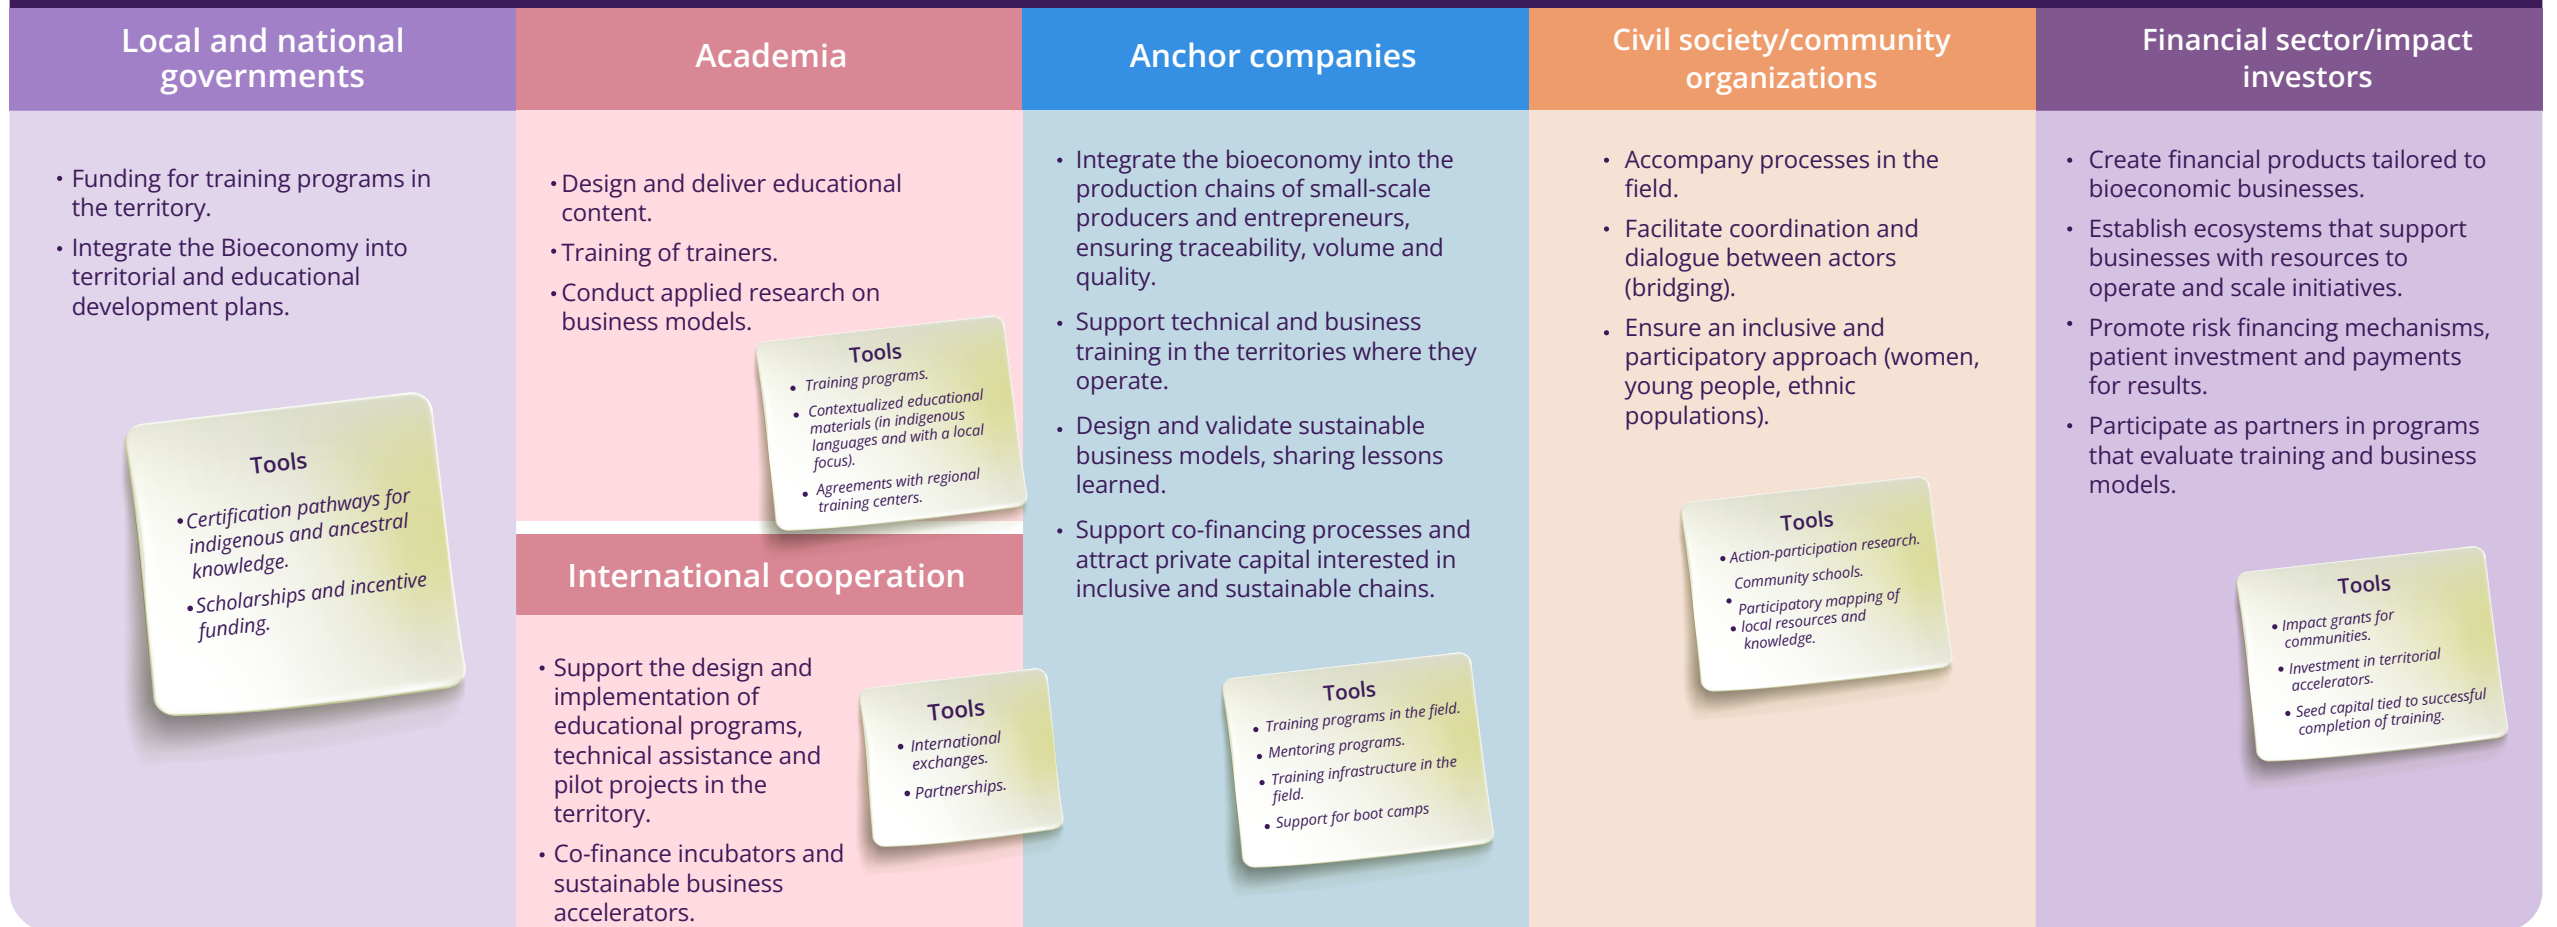 Local and national
governments
• Funding for training programs in
the territory.
• Integrate the Bioeconomy into
territorial and educational
development plans.
Tools
• Certification pathways for
indigenous and ancestral
knowledge.
• Scholarships and incentive
funding.
Academia
• Design and deliver educational
content.
• Training of trainers.
• Conduct applied research on
business models.
Tools
• Training programs.
• Contextualized educational
materials (in indigenous
languages and with a local
focus).
• Agreements with regional
training centers.
International cooperation
• Support the design and
implementation of
educational programs,
technical assistance and
pilot projects in the
territory.
• Co-finance incubators and
sustainable business
accelerators.
Tools
• International
exchanges.
• Partnerships.
Anchor companies
• Integrate the bioeconomy into the
production chains of small-scale
producers and entrepreneurs,
ensuring traceability, volume and
quality.
• Support technical and business
training in the territories where they
operate.
• Design and validate sustainable
business models, sharing lessons
learned.
• Support co-financing processes and
attract private capital interested in
inclusive and sustainable chains.
Tools
• Training programs in the field.
• Mentoring programs.
• Training infrastructure in the
field.
• Support for boot camps
Civil society/community
organizations
• Accompany processes in the
field.
• Facilitate coordination and
dialogue between actors
(bridging).
• Ensure an inclusive and
participatory approach (women,
young people, ethnic
populations).
Tools
• Action-participation research.
Community schools.
• Participatory mapping of
• local resources and
knowledge.
Financial sector/impact
investors
• Create financial products tailored to
bioeconomic businesses.
• Establish ecosystems that support
businesses with resources to
operate and scale initiatives.
• Promote risk financing mechanisms,
patient investment and payments
for results.
• Participate as partners in programs
that evaluate training and business
models.
Tools
• Impact grants for
communities.
• Investment in territorial
accelerators.
• Seed capital tied to successful
completion of training.